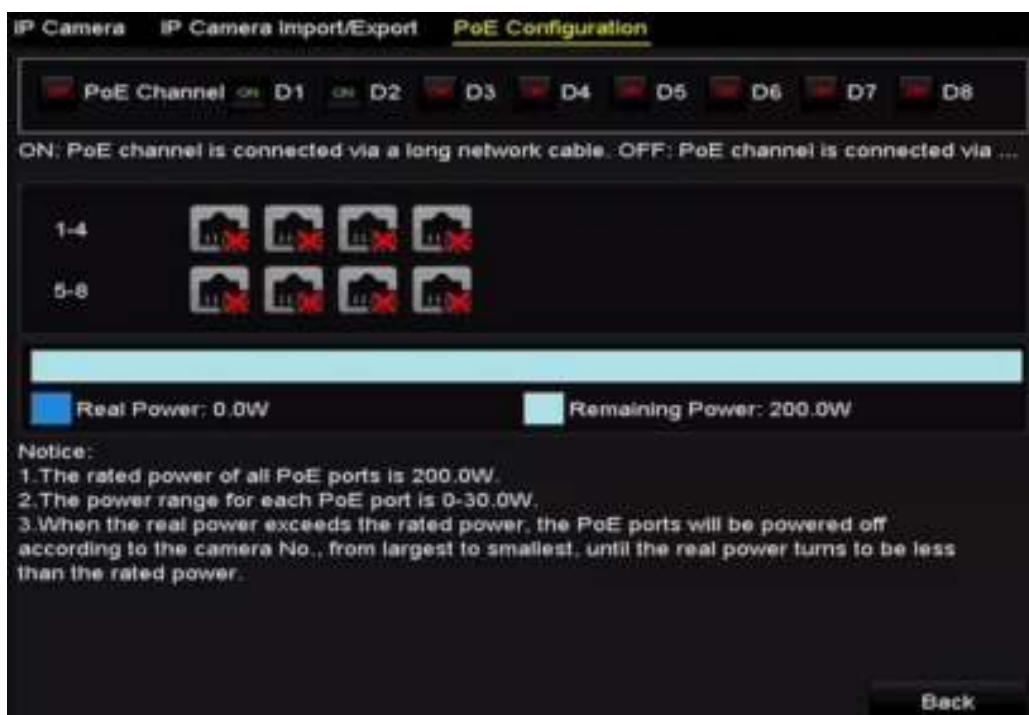 IP Camera IP Camera Import/Export PoE Configuration
PoE Channel ON D1 ON D2 D3 D4 D5 D6 D7 D8
ON: PoE channel is connected via a long network cable. OFF: PoE channel is connected via ...
1-4
5-8
Real Power: 0.0W Remaining Power: 200.0W
Notice:
1.The rated power of all PoE ports is 200.0W.
2.The power range for each PoE port is 0-30.0W.
3.When the real power exceeds the rated power, the PoE ports will be powered off
according to the camera No., from largest to smallest, until the real power turns to be less
than the rated power.
Back